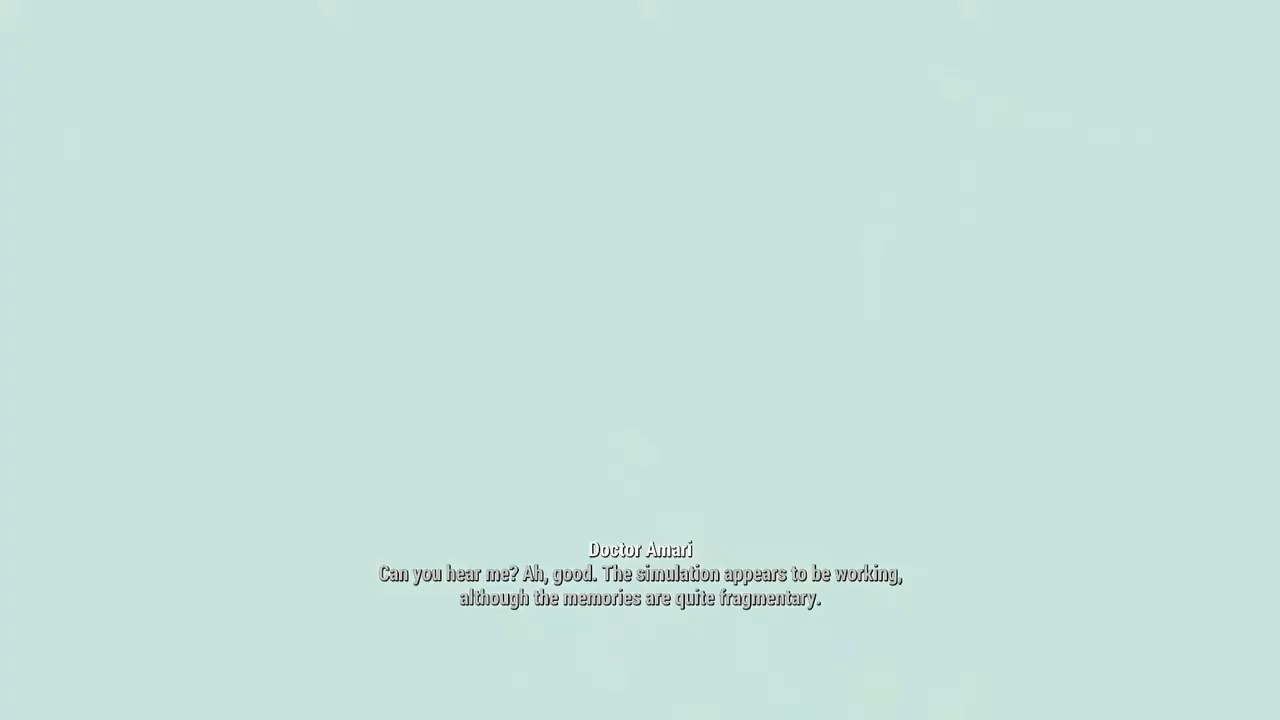 Doctor Amari
Can you hear me? Ah, good. The simulation appears to be working,
although the memories are quite fragmentary.